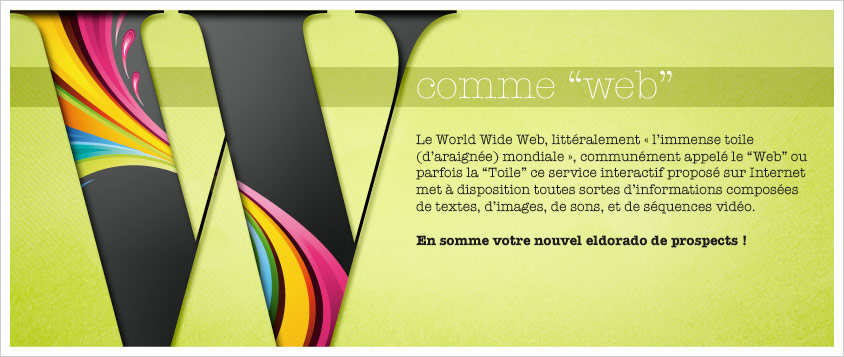 W
comme “web”
Le World Wide Web, littéralement « l’immense toile
(d’araignée) mondiale », communément appelé le “Web” ou
parfois la “Toile” ce service interactif proposé sur Internet
met à disposition toutes sortes d’informations composées
de textes, d’images, de sons, et de séquences vidéo.
En somme votre nouvel eldorado de prospects !